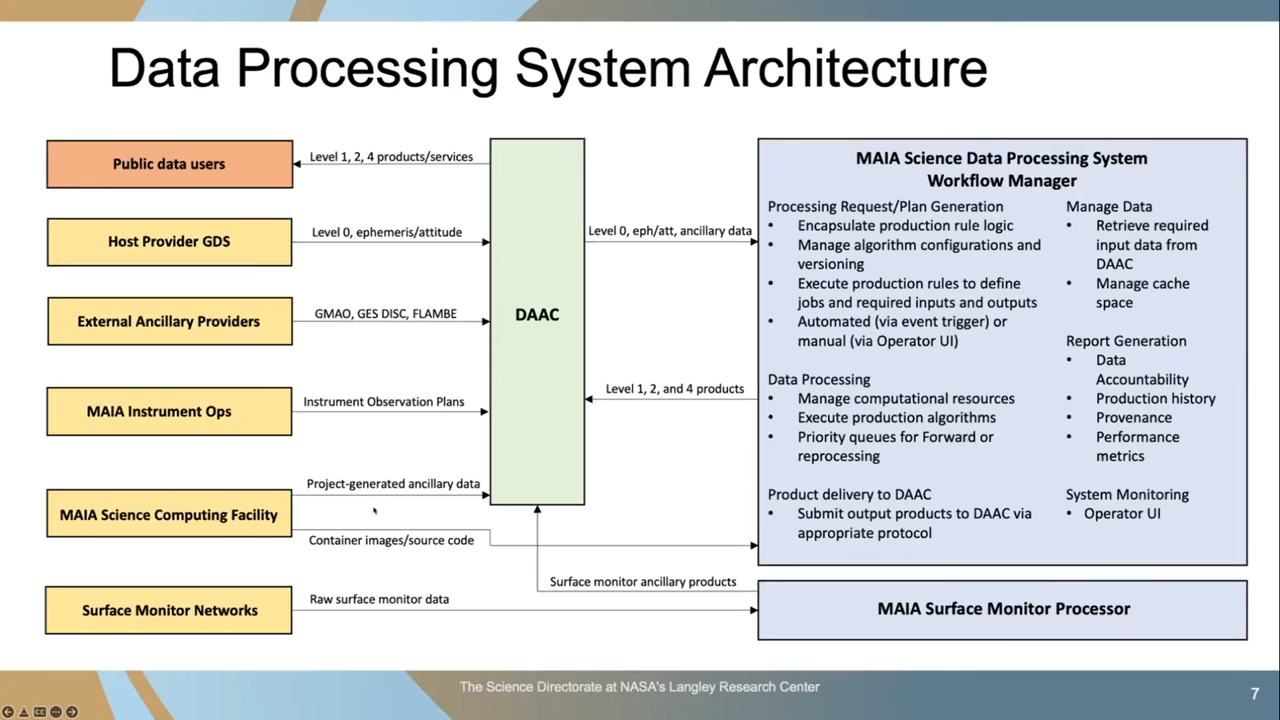 Data Processing System Architecture
Public data users
Level 1, 2, 4 products/services
Host Provider GDS
Level 0, ephemeris/attitude
External Ancillary Providers
GMAO, GES DISC, FLAMBE
MAIA Instrument Ops
Instrument Observation Plans
MAIA Science Computing Facility
Project-generated ancillary data
Container images/source code
Surface Monitor Networks
Raw surface monitor data
DAAC
Level 0, eph/att, ancillary data
Level 1, 2, and 4 products
Surface monitor ancillary products
MAIA Science Data Processing System
Workflow Manager
Processing Request/Plan Generation
• Encapsulate production rule logic
• Manage algorithm configurations and
versioning
• Execute production rules to define
jobs and required inputs and outputs
• Automated (via event trigger) or
manual (via Operator UI)
Data Processing
• Manage computational resources
• Execute production algorithms
• Priority queues for Forward or
reprocessing
Product delivery to DAAC
• Submit output products to DAAC via
appropriate protocol
Manage Data
• Retrieve required
input data from
DAAC
• Manage cache
space
Report Generation
• Data
Accountability
• Production history
• Provenance
• Performance
metrics
System Monitoring
• Operator UI
MAIA Surface Monitor Processor
The Science Directorate at NASA's Langley Research Center
7
CC